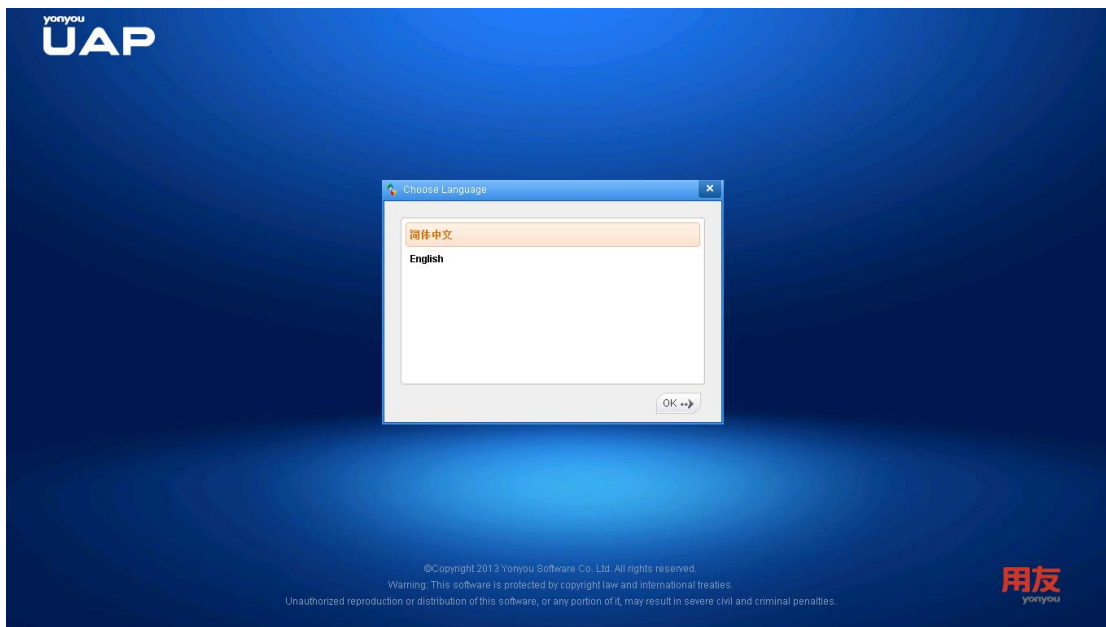 yonyou
UAP
Choose Language
简体中文
English
OK
©Copyright 2013 Yonyou Software Co., Ltd. All rights reserved.
Warning: This software is protected by copyright law and international treaties.
Unauthorized reproduction or distribution of this software, or any portion of it, may result in severe civil and criminal penalties.
用友
yonyou